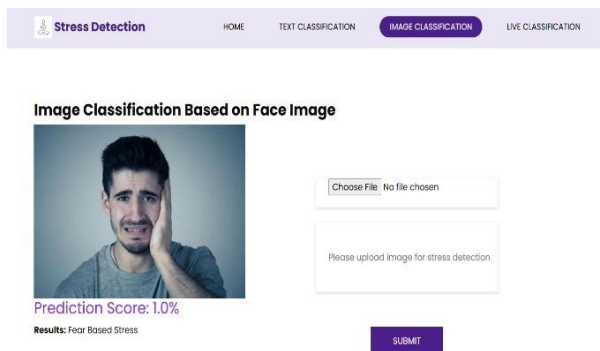 Stress Detection
HOME
TEXT CLASSIFICATION
IMAGE CLASSIFICATION
LIVE CLASSIFICATION
Image Classification Based on Face Image
Choose File No file chosen
Please upload image for stress detection
Prediction Score: 1.0%
Results: Fear Based Stress
SUBMIT